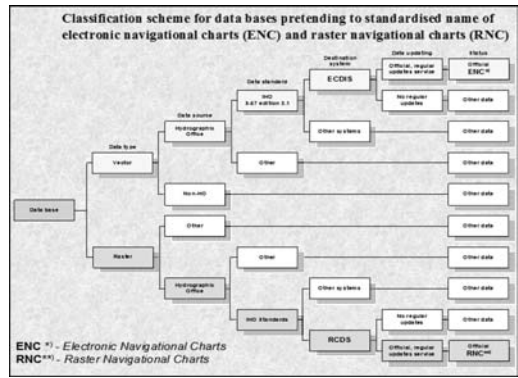 Classification scheme for data bases pretending to standardised name of
electronic navigational charts (ENC) and raster navigational charts (RNC)
Data type
Data source
Data standard
Destination
system
Data updating
status
Data base
Vector
Hydrographic
Office
IHO
S-57 edition 3.1
ECDIS
Official, regular
updates service
Official
ENC*)
No regular
updates
Other data
Other systems
Other data
Other
Other data
Non-HO
Other data
Raster
Other
Other data
Hydrographic
Office
Other
Other data
IHO Standards
Other systems
Other data
RCDS
No regular
updates
Other data
Official, regular
updates service
Official
RNC**)
ENC *) - Electronic Navigational Charts
RNC**) - Raster Navigational Charts